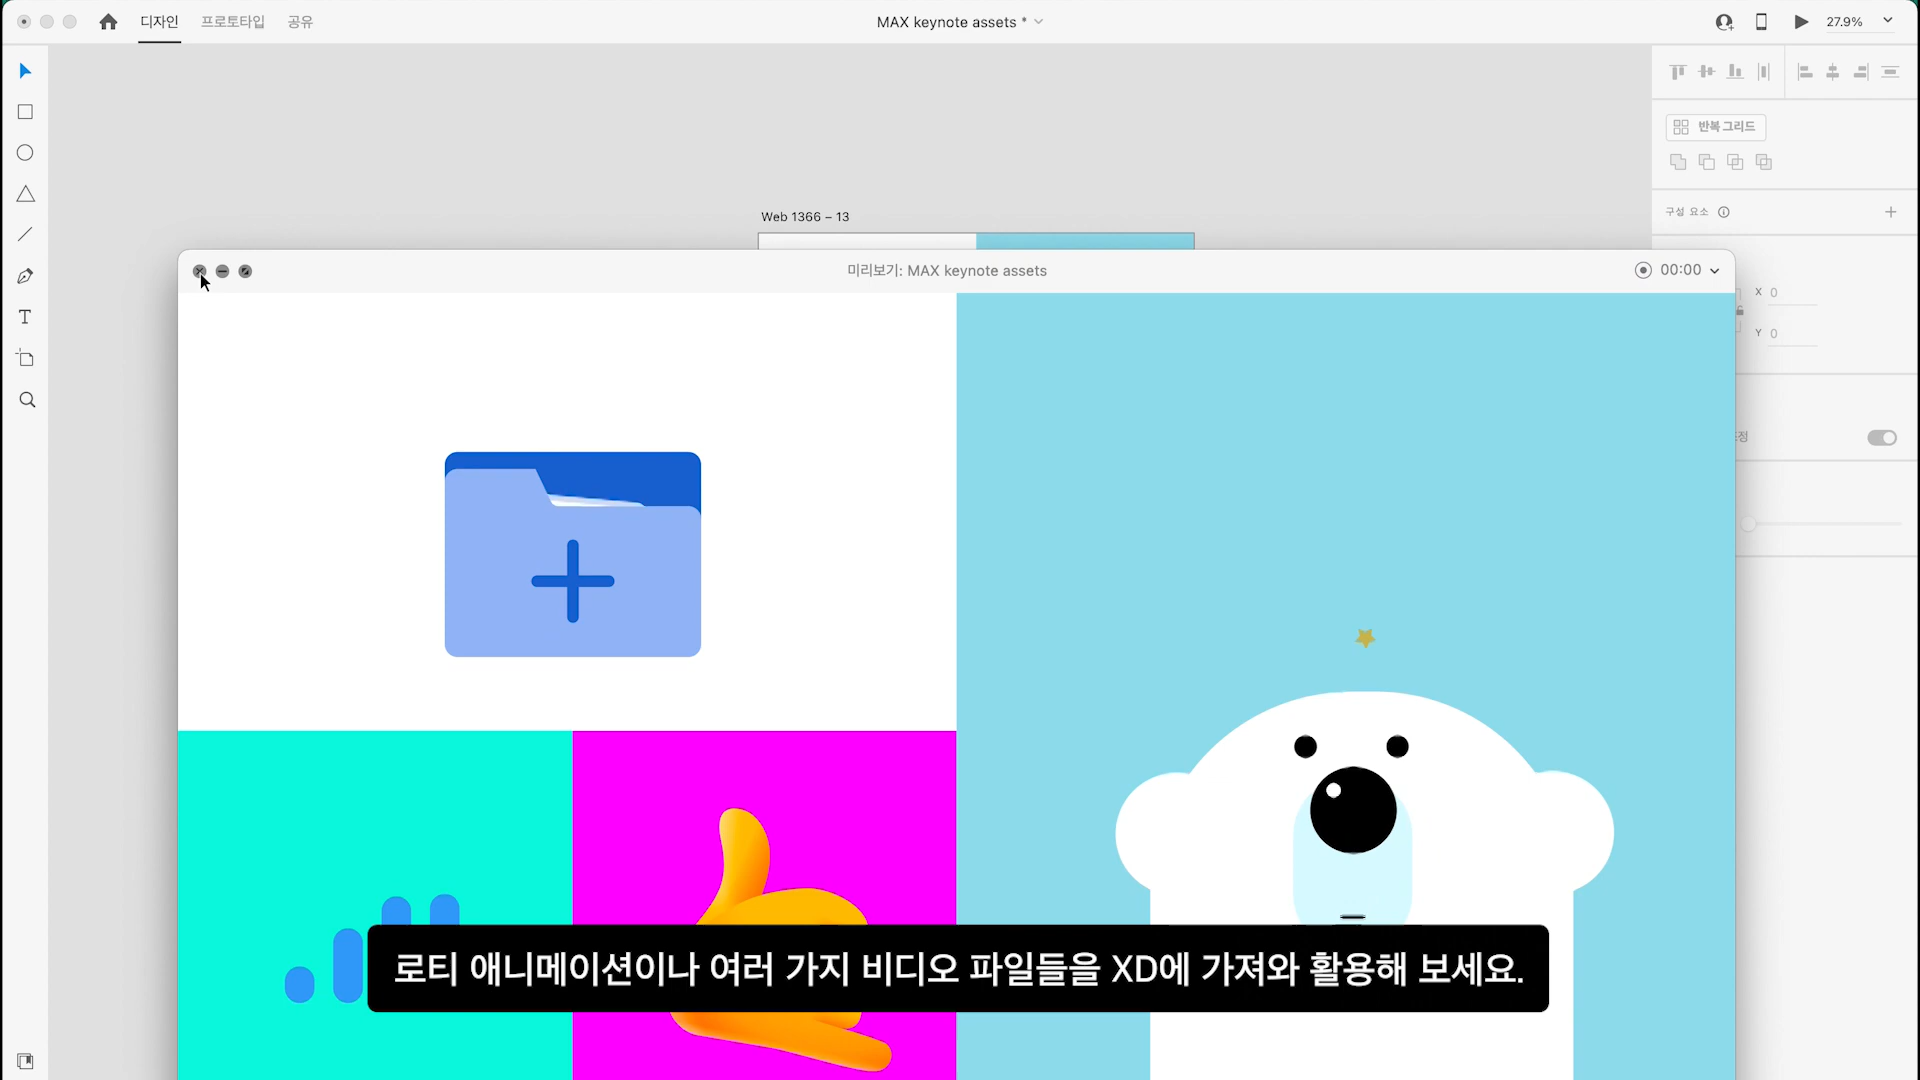 디자인 프로토타입 공유 MAX keynote assets * 27.9%
반복 그리드
구성 요소
Web 1366 – 13
미리보기: MAX keynote assets 00:00
X 0
Y 0
로티 애니메이션이나 여러 가지 비디오 파일들을 XD에 가져와 활용해 보세요.